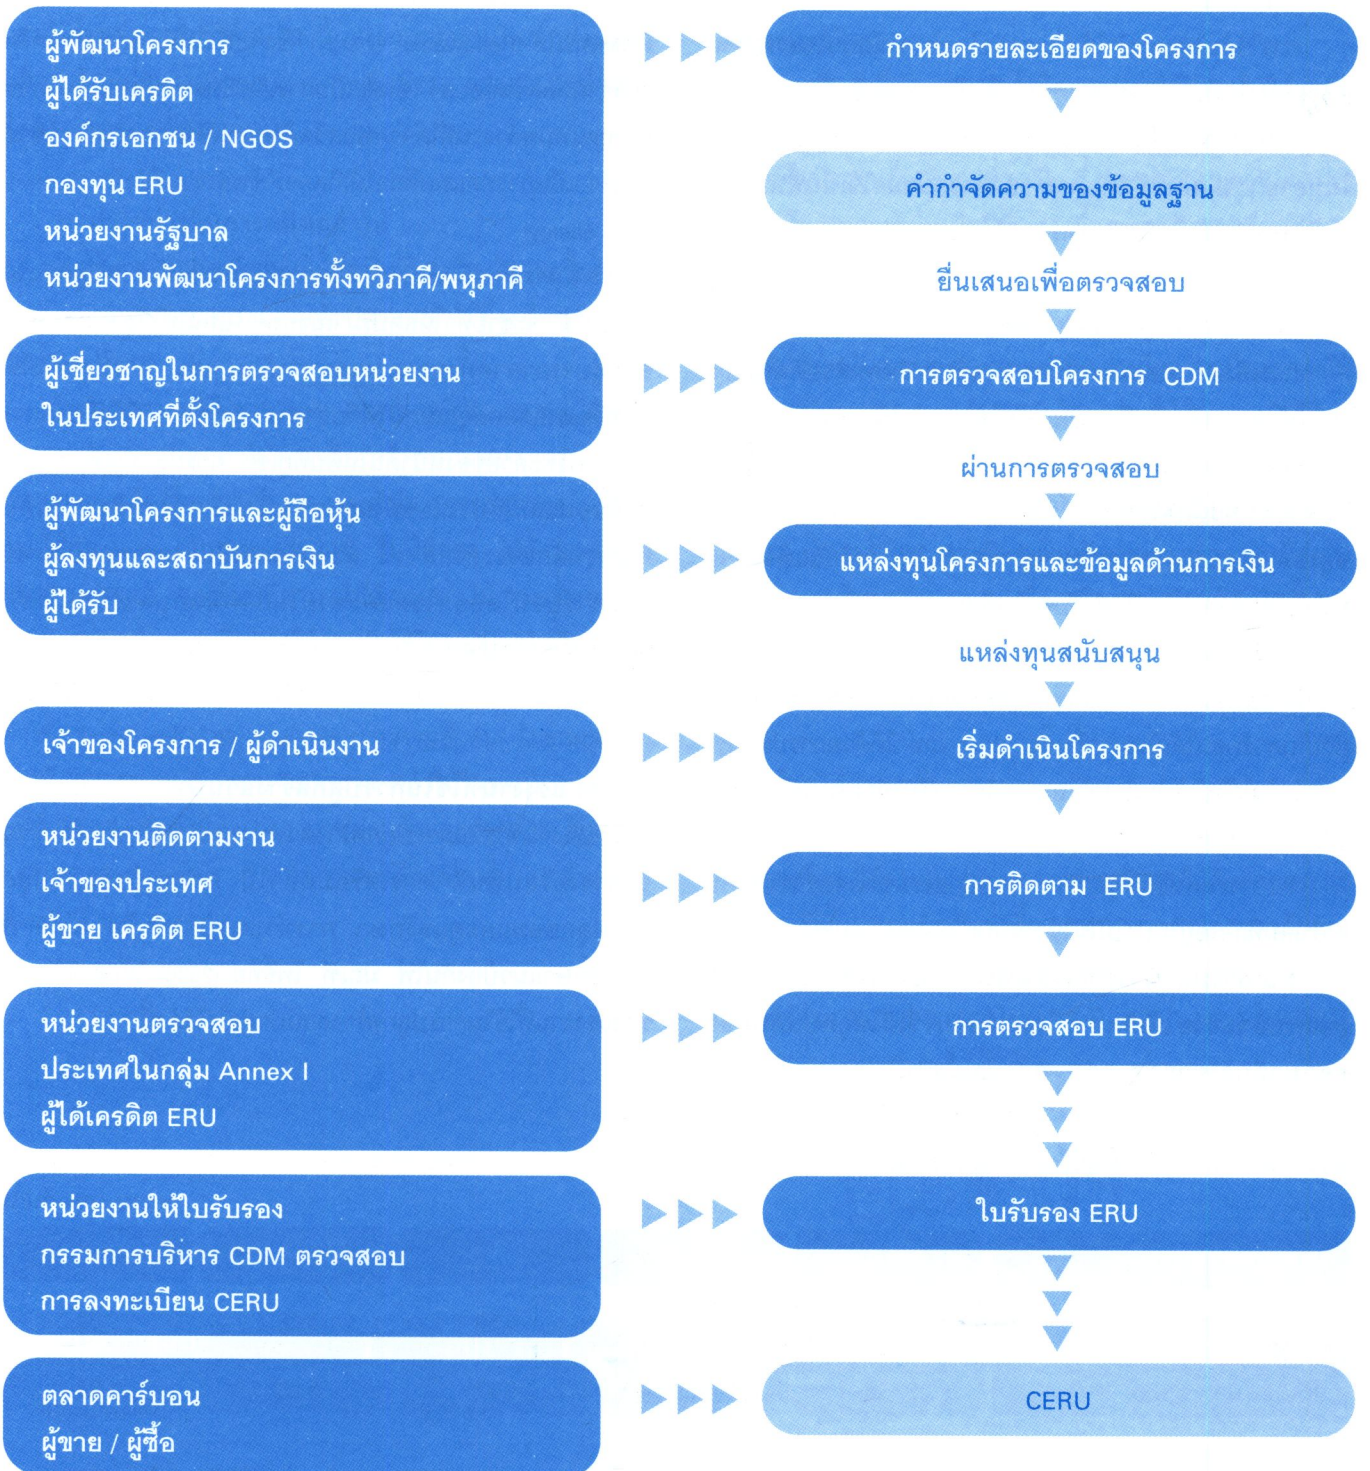 ผู้พัฒนาโครงการ
ผู้ได้รับเครดิต
องค์กรเอกชน / NGOS
กองทุน ERU
หน่วยงานรัฐบาล
หน่วยงานพัฒนาโครงการทั้งทวิภาคี/พหุภาคี
กำหนดรายละเอียดของโครงการ
คำกำจัดความของข้อมูลฐาน
ยื่นเสนอเพื่อตรวจสอบ
ผู้เชี่ยวชาญในการตรวจสอบหน่วยงาน
ในประเทศที่ตั้งโครงการ
การตรวจสอบโครงการ CDM
ผ่านการตรวจสอบ
ผู้พัฒนาโครงการและผู้ถือหุ้น
ผู้ลงทุนและสถาบันการเงิน
ผู้ได้รับ
แหล่งทุนโครงการและข้อมูลด้านการเงิน
แหล่งทุนสนับสนุน
เจ้าของโครงการ / ผู้ดำเนินงาน
เริ่มดำเนินโครงการ
หน่วยงานติดตามงาน
เจ้าของประเทศ
ผู้ขาย เครดิต ERU
การติดตาม ERU
หน่วยงานตรวจสอบ
ประเทศในกลุ่ม Annex I
ผู้ได้เครดิต ERU
การตรวจสอบ ERU
หน่วยงานให้ใบรับรอง
กรรมการบริหาร CDM ตรวจสอบ
การลงทะเบียน CERU
ใบรับรอง ERU
ตลาดคาร์บอน
ผู้ขาย / ผู้ซื้อ
CERU